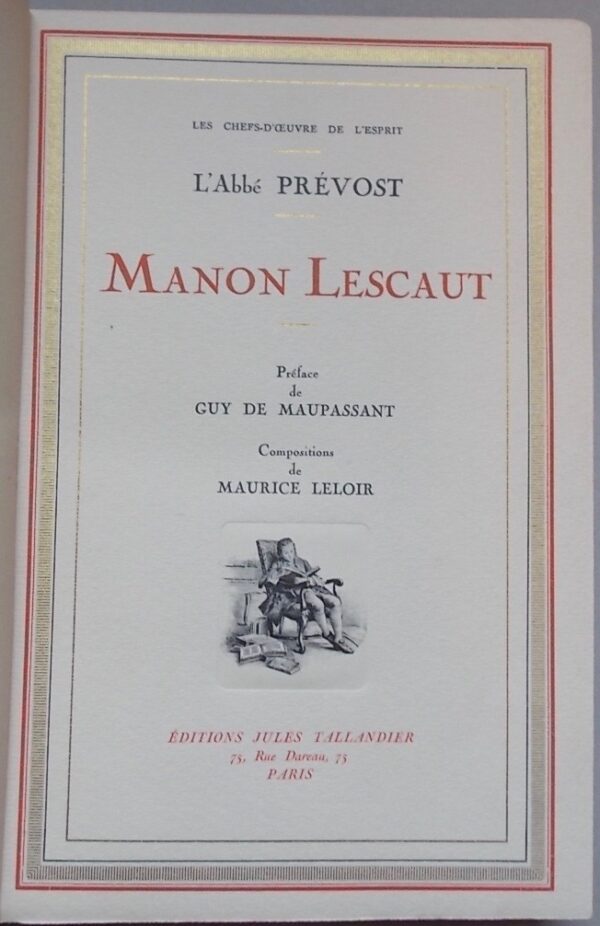 LES CHEFS-D'ŒUVRE DE L'ESPRIT
L'Abbé PRÉVOST
MANON LESCAUT
Préface
de
GUY DE MAUPASSANT
Compositions
de
MAURICE LELOIR
ÉDITIONS JULES TALLANDIER
75, Rue Dareau, 75
PARIS